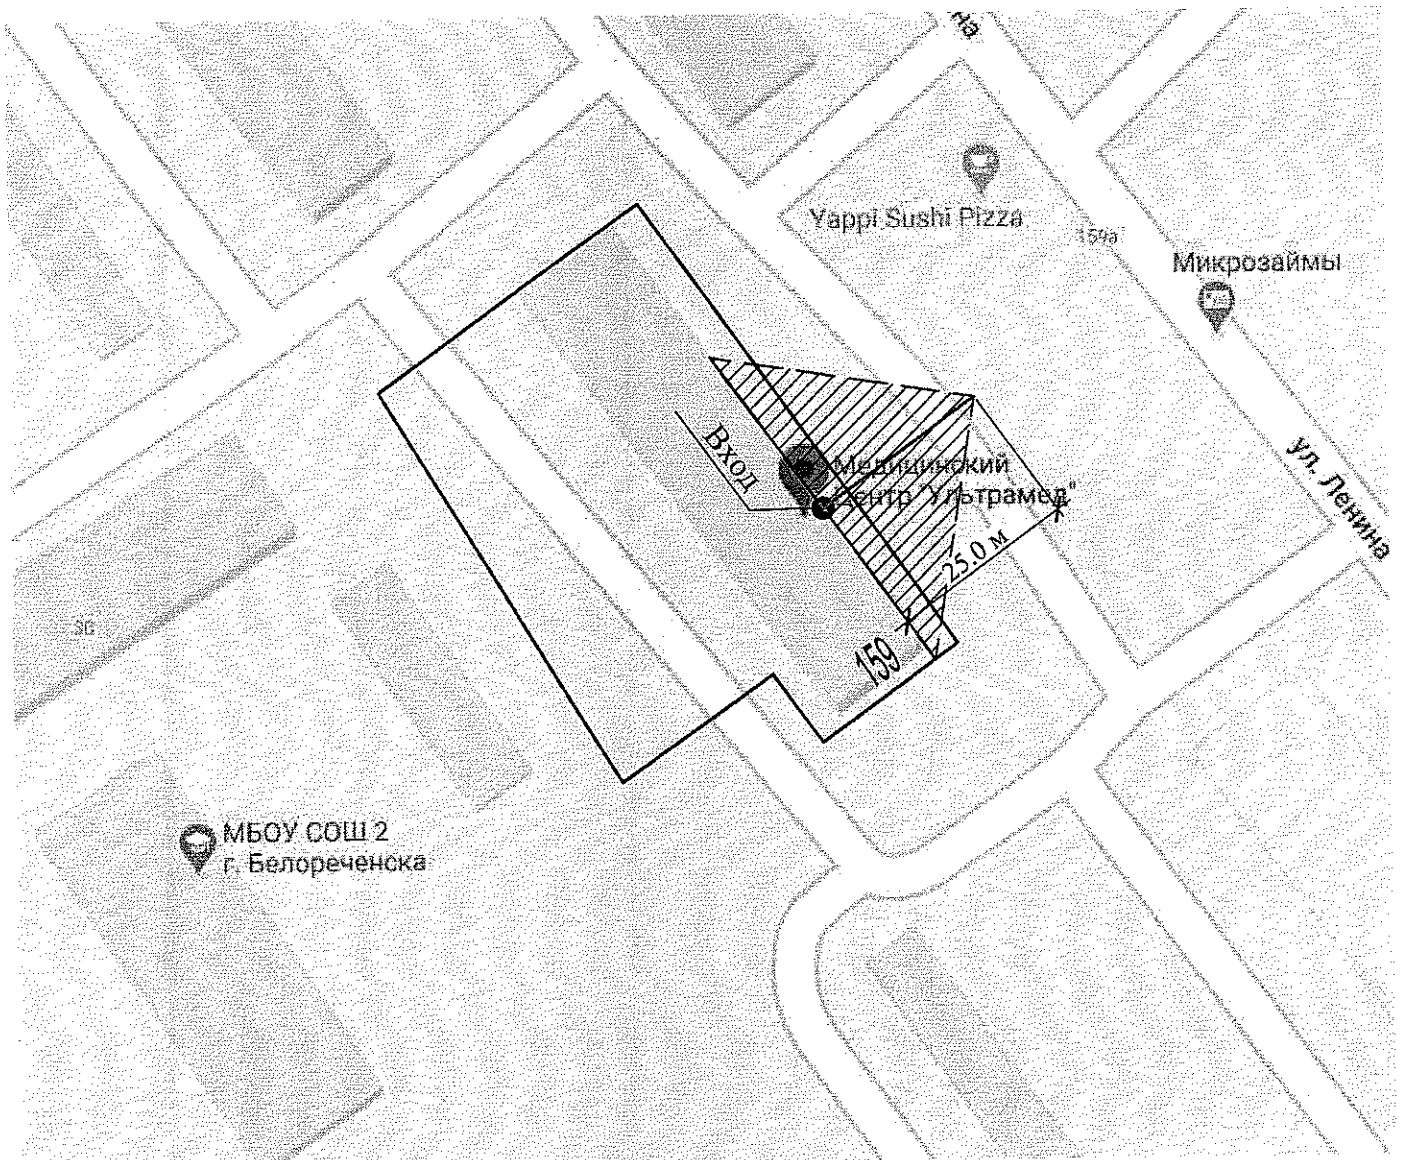 на
Yappi Sushi Pizza
159а
Микрозаймы
Вход
Медицинский
Центр "Ультрамед"
ул. Ленина
25.0 м
159
МБОУ СОШ 2
г. Белореченска